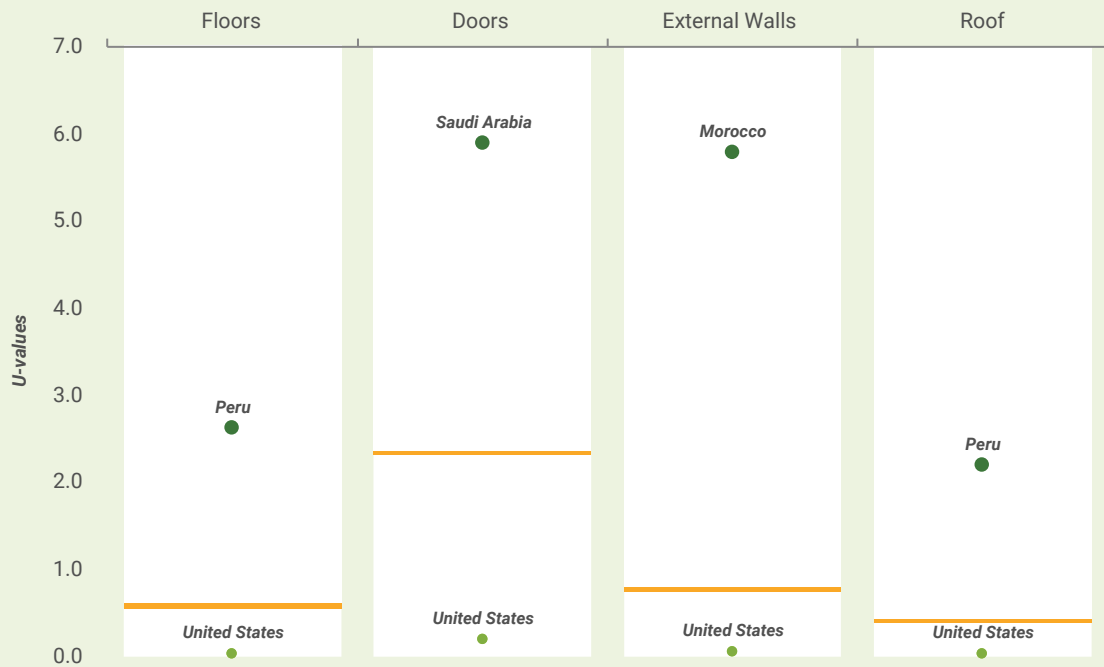 Floors Doors External Walls Roof
7.0
6.0
5.0
4.0
3.0
2.0
1.0
0.0
U-values
Saudi Arabia
Morocco
Peru
Peru
United States
United States
United States
United States